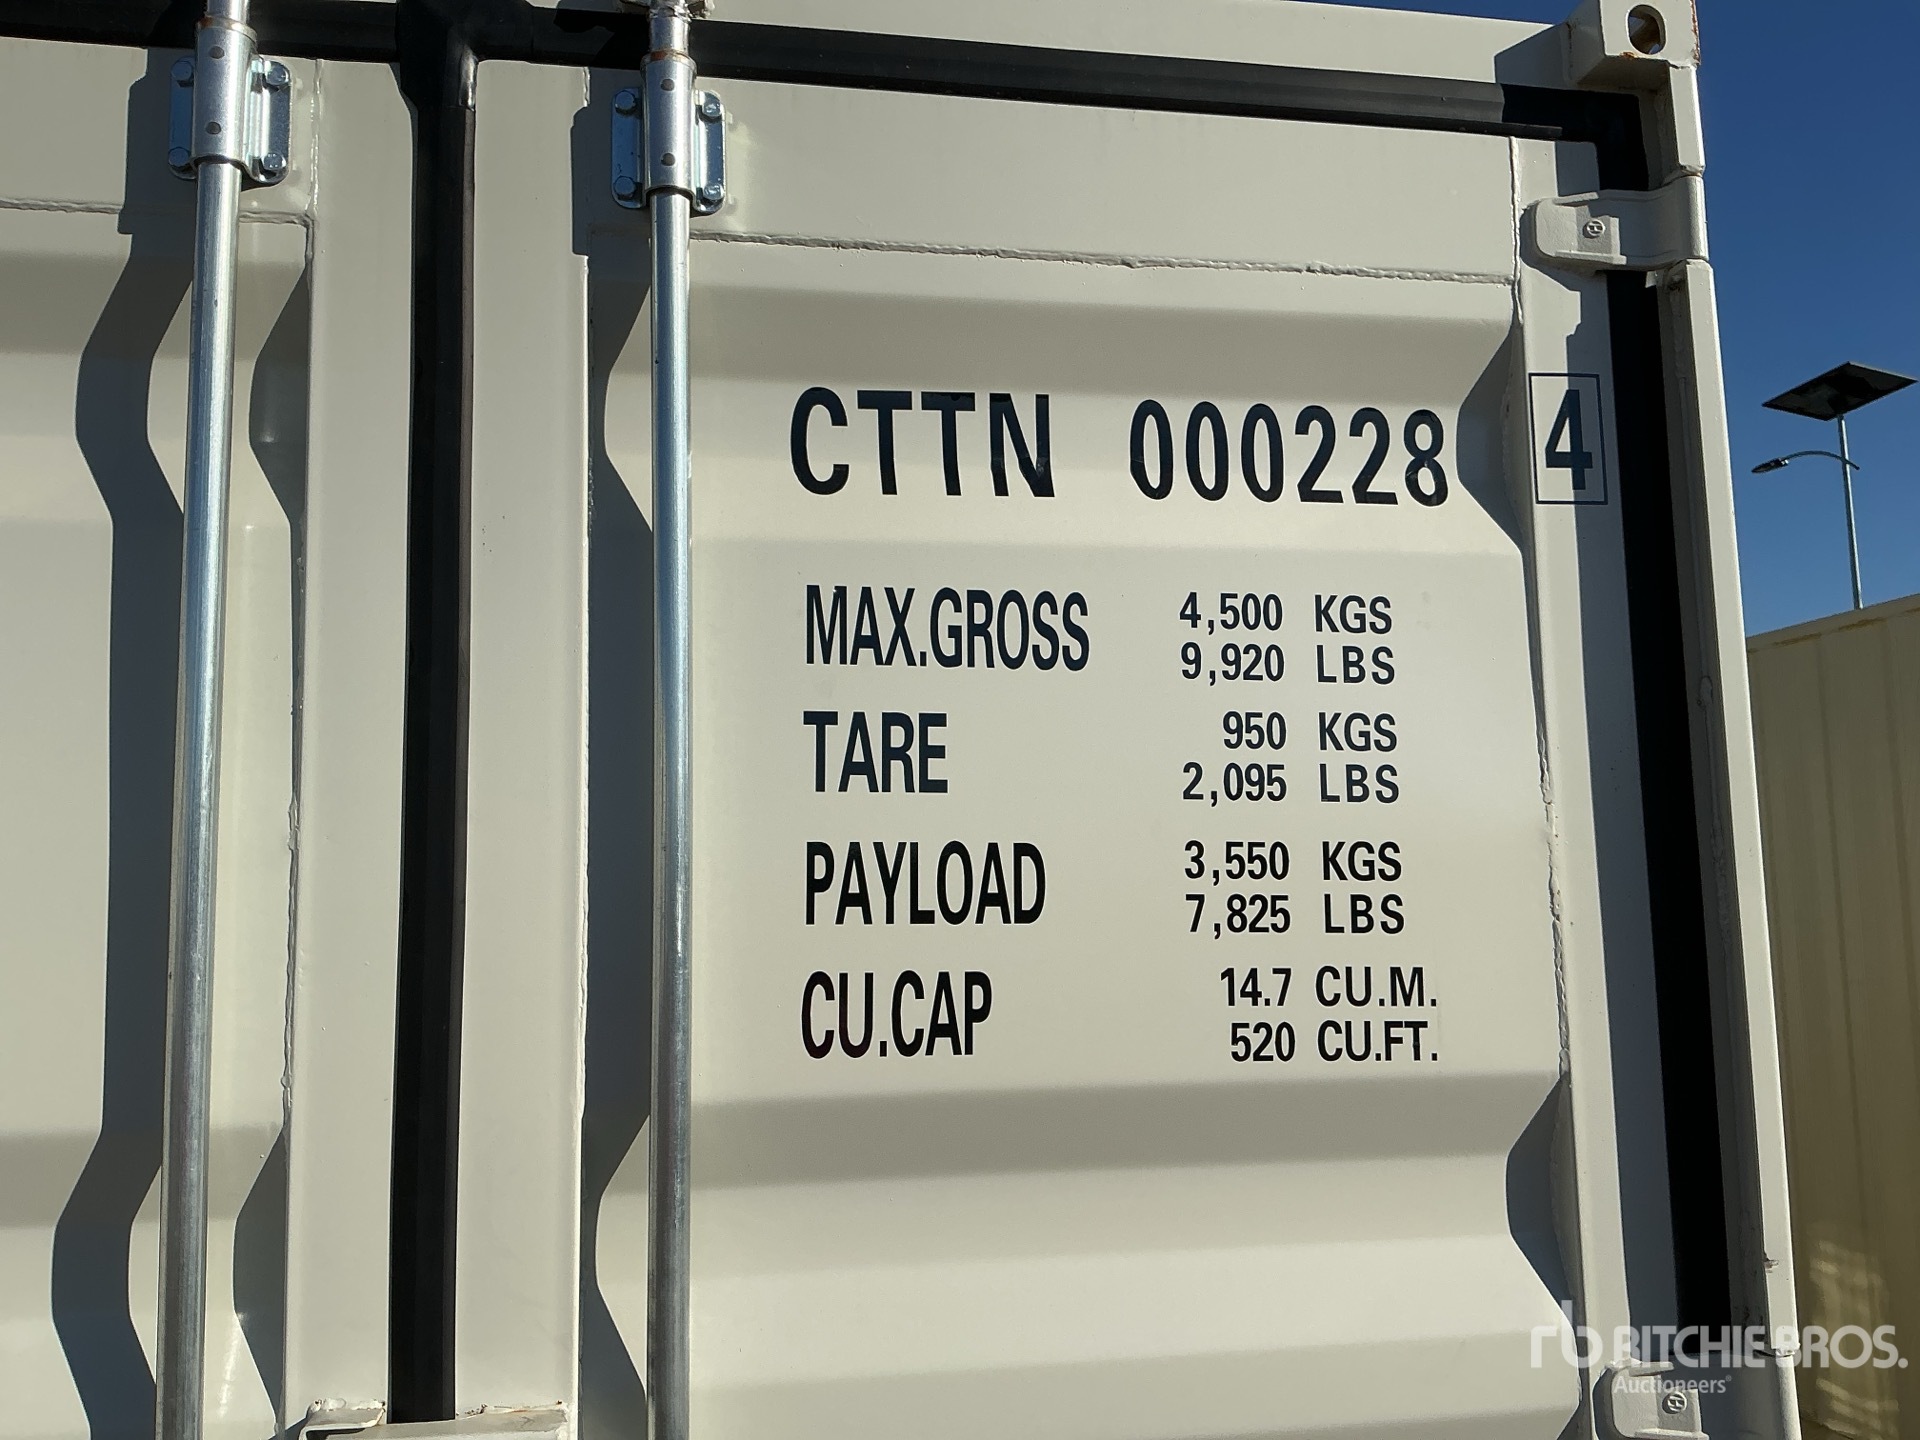 CTTN 000228 4
MAX.GROSS 4,500 KGS
9,920 LBS
TARE 950 KGS
2,095 LBS
PAYLOAD 3,550 KGS
7,825 LBS
CU.CAP 14.7 CU.M.
520 CU.FT.
rb RITCHIE BROS.
Auctioneers®